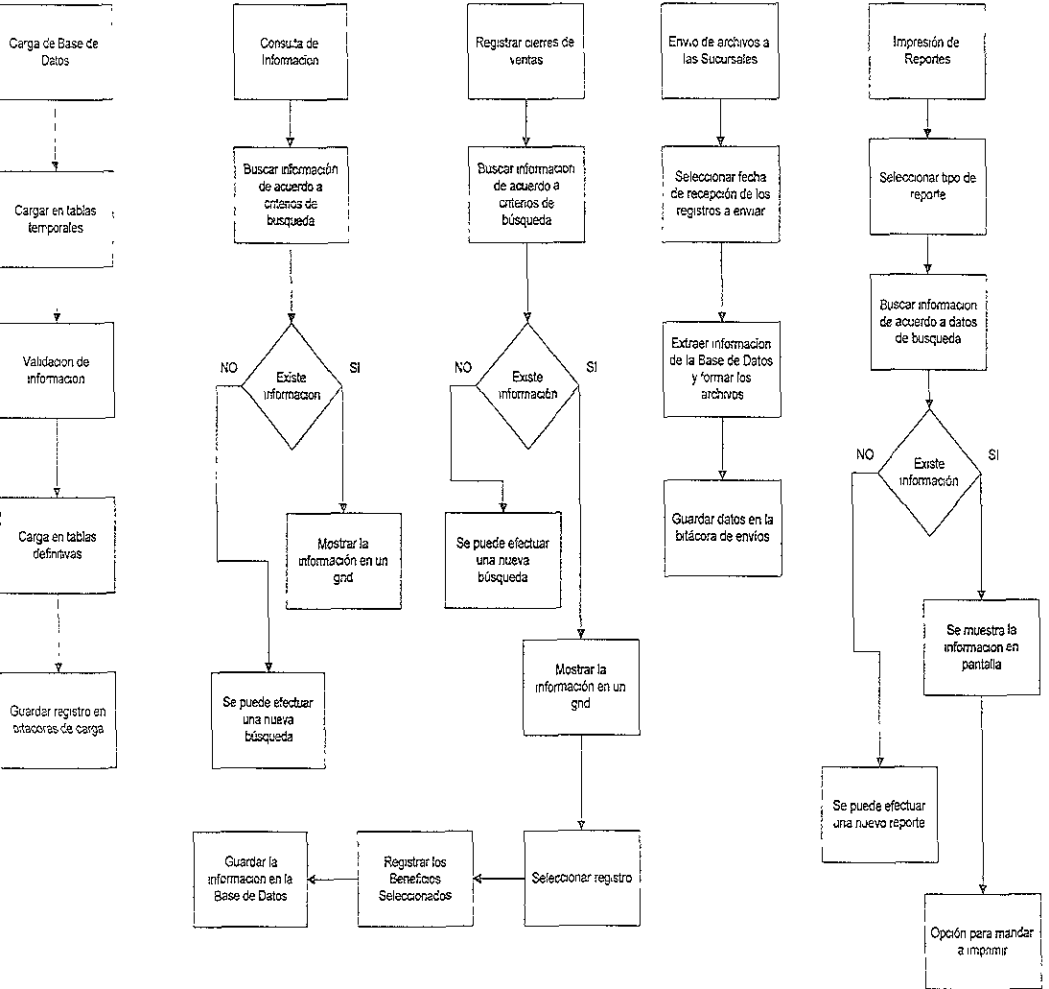 Carga de Base de
Datos
Cargar en tablas
temporales
Validacion de
informacion
Carga en tablas
definitivas
Guardar registro en
bitacoras de carga
Consulta de
Informacion
Buscar información
de acuerdo a
criterios de
busqueda
NO
SI
Existe
informacion
Mostrar la
información en un
grid
Se puede efectuar
una nueva
búsqueda
Registrar cierres de
ventas
Buscar informacion
de acuerdo a
criterios de
búsqueda
NO
SI
Existe
información
Se puede efectuar
una nueva
búsqueda
Mostrar la
información en un
grid
Seleccionar registro
Registrar los
Beneficios
Seleccionados
Guardar la
informacion en la
Base de Datos
Envio de archivos a
las Sucursales
Seleccionar fecha
de recepción de los
registros a enviar
Extraer informacion
de la Base de Datos
y formar los
archivos
Guardar datos en la
bitácora de envíos
Impresión de
Reportes
Seleccionar tipo de
reporte
Buscar informacion
de acuerdo a datos
de busqueda
NO
SI
Existe
información
Se muestra la
informacion en
pantalla
Se puede efectuar
una nuevo reporte
Opción para mandar
a imprimir